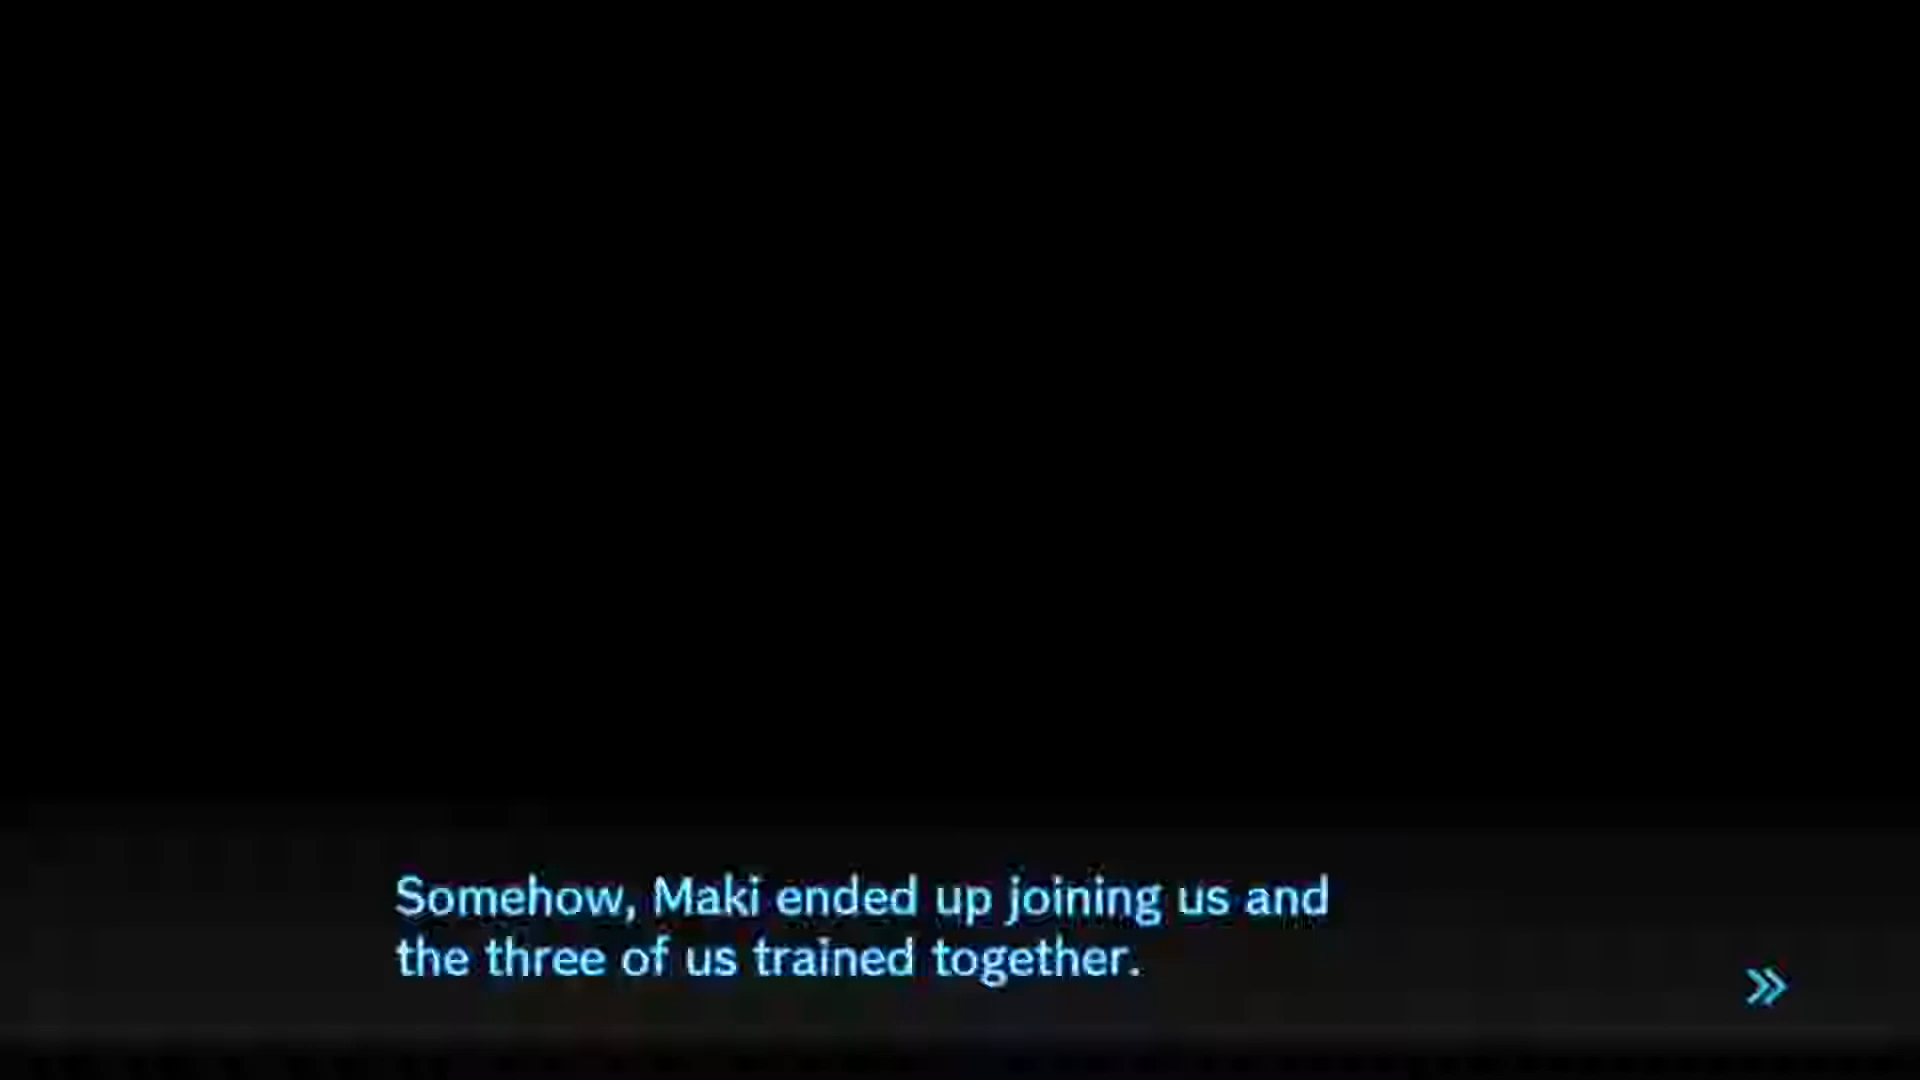 Somehow, Maki ended up joining us and
the three of us trained together.